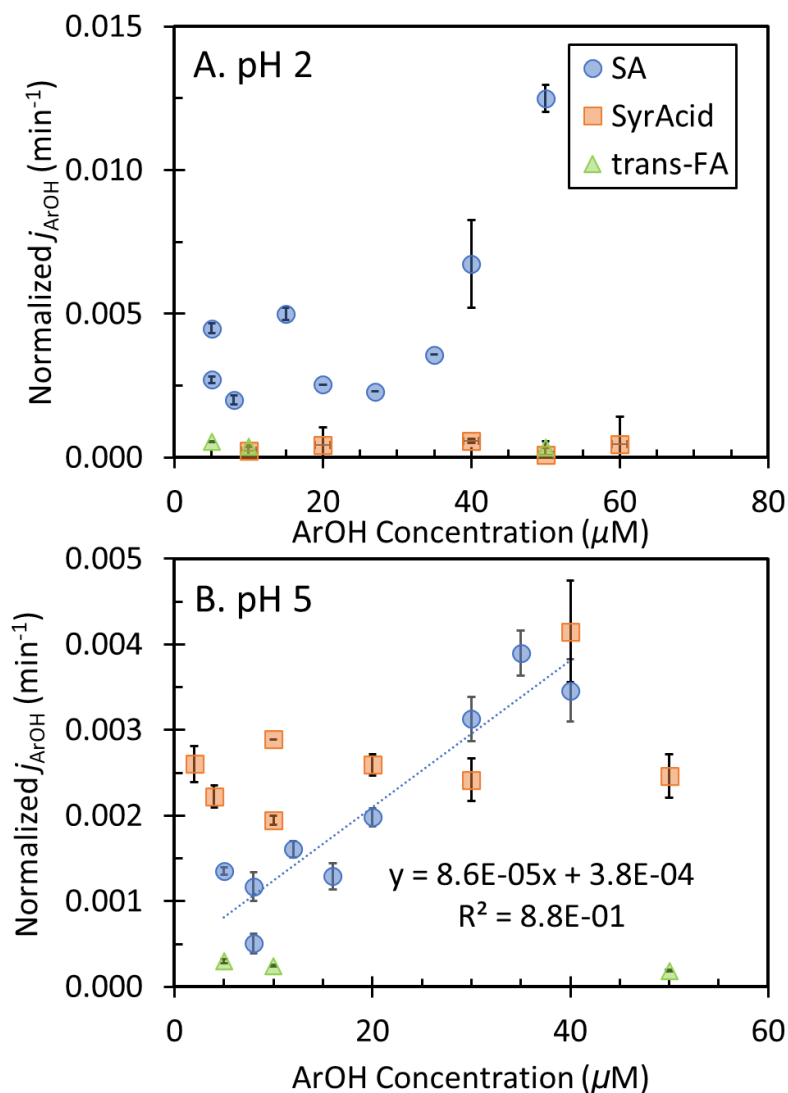 A. pH 2
SA
SyrAcid
trans-FA
Normalized jArOH (min⁻¹)
0.015
0.010
0.005
0.000
0 20 40 60 80
ArOH Concentration (μM)
B. pH 5
Normalized jArOH (min⁻¹)
0.005
0.004
0.003
0.002
0.001
0.000
y = 8.6E-05x + 3.8E-04
R² = 8.8E-01
0 20 40 60
ArOH Concentration (μM)